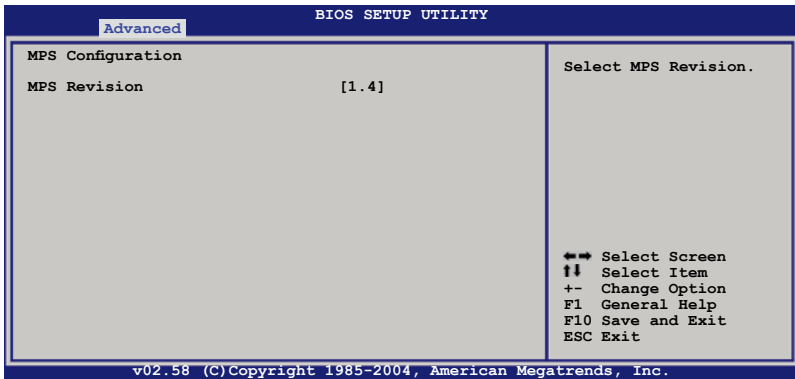 BIOS SETUP UTILITY
Advanced
MPS Configuration
MPS Revision [1.4]
Select MPS Revision.
←→ Select Screen
↑↓ Select Item
+- Change Option
F1 General Help
F10 Save and Exit
ESC Exit
v02.58 (C)Copyright 1985-2004, American Megatrends, Inc.